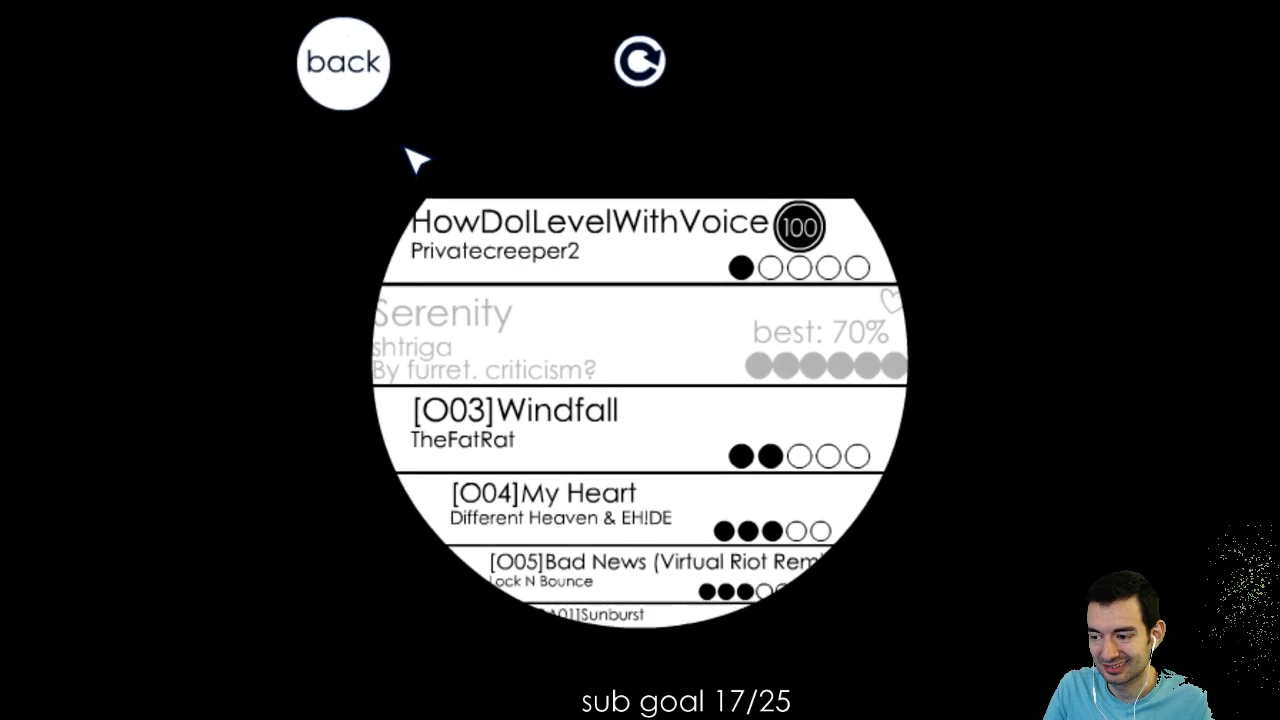 back
HowDoILevelWithVoice 100
Privatecreeper2
Serenity
best: 70%
shtriga
By furret. criticism?
[O03]Windfall
TheFatRat
[O04]My Heart
Different Heaven & EH!DE
[O05]Bad News (Virtual Riot Rem
Lock N Bounce
A01]Sunburst
sub goal 17/25